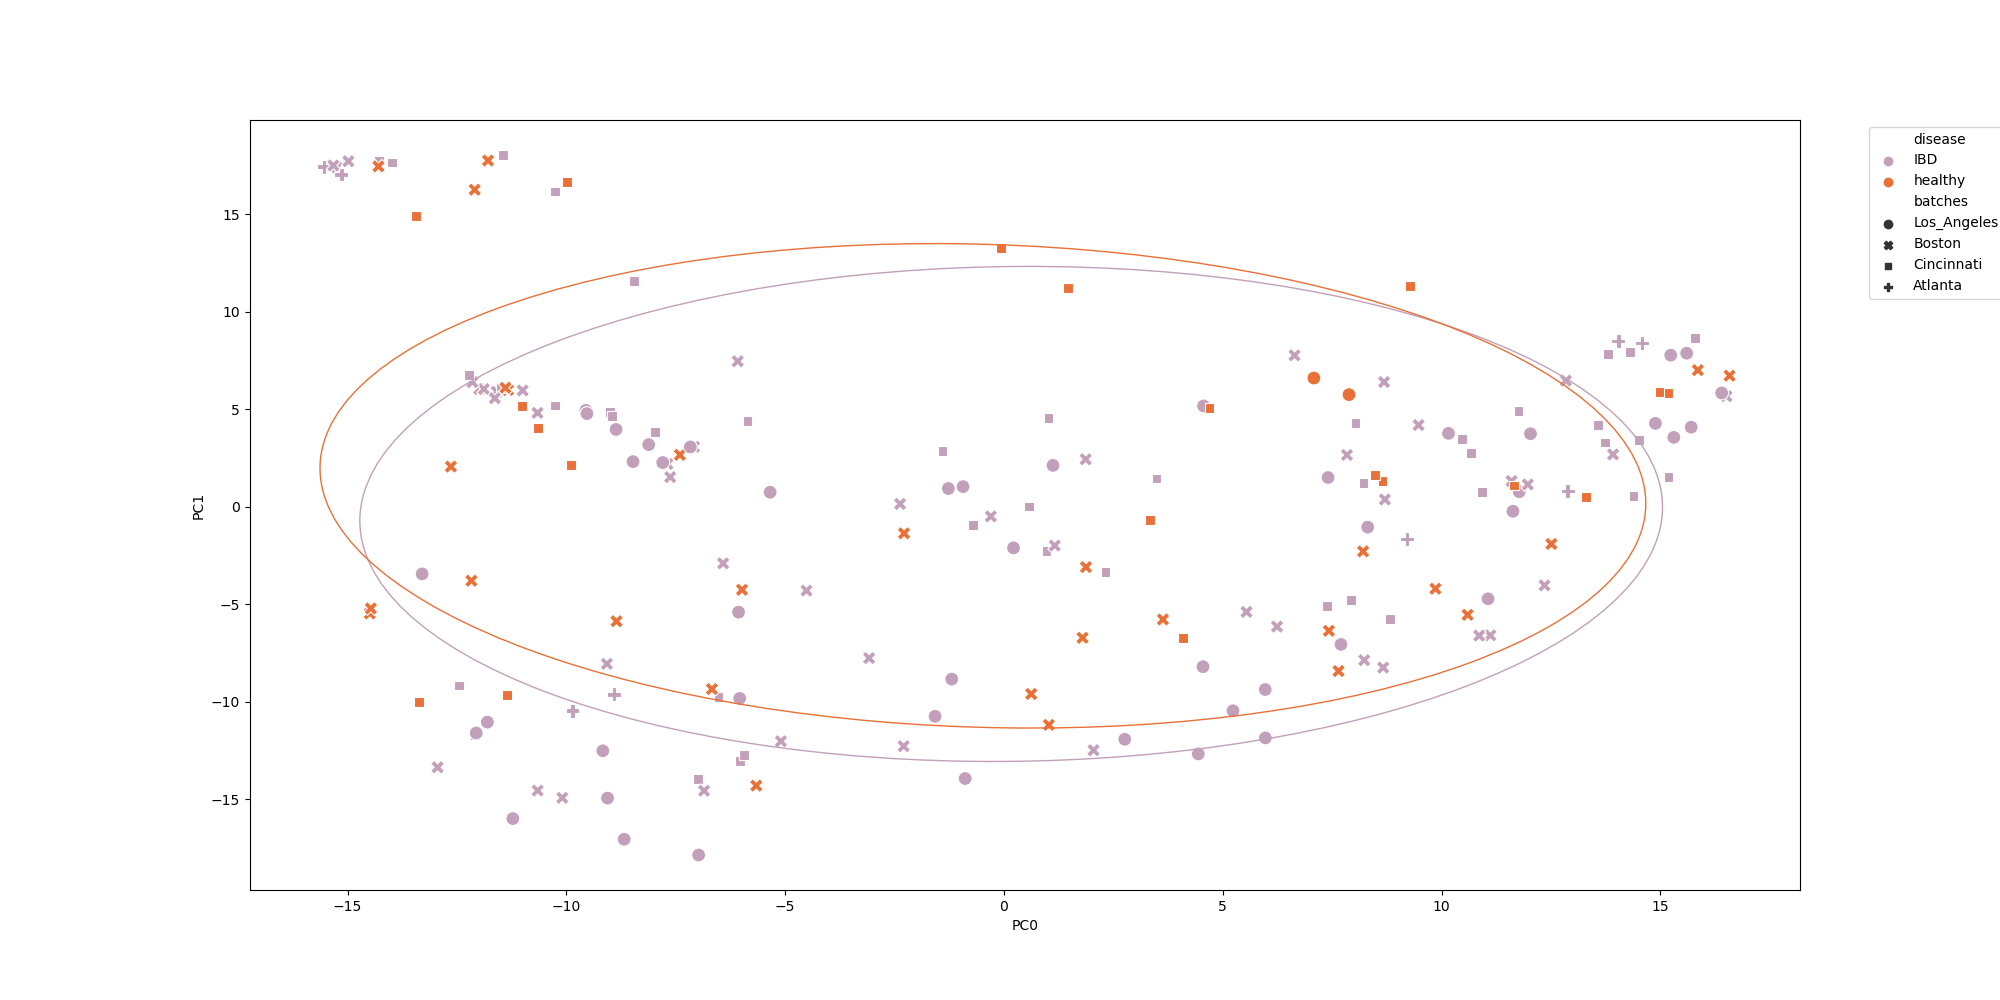 disease
IBD
healthy
batches
Los_Angeles
Boston
Cincinnati
Atlanta
15
10
5
0
−5
−10
−15
PC1
−15
−10
−5
0
5
10
15
PC0